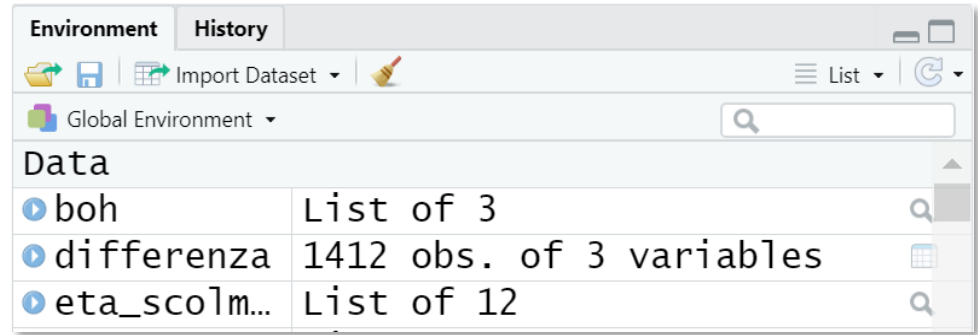 Environment History
Import Dataset List
Global Environment
Data
boh List of 3
differenza 1412 obs. of 3 variables
eta_scolm… List of 12